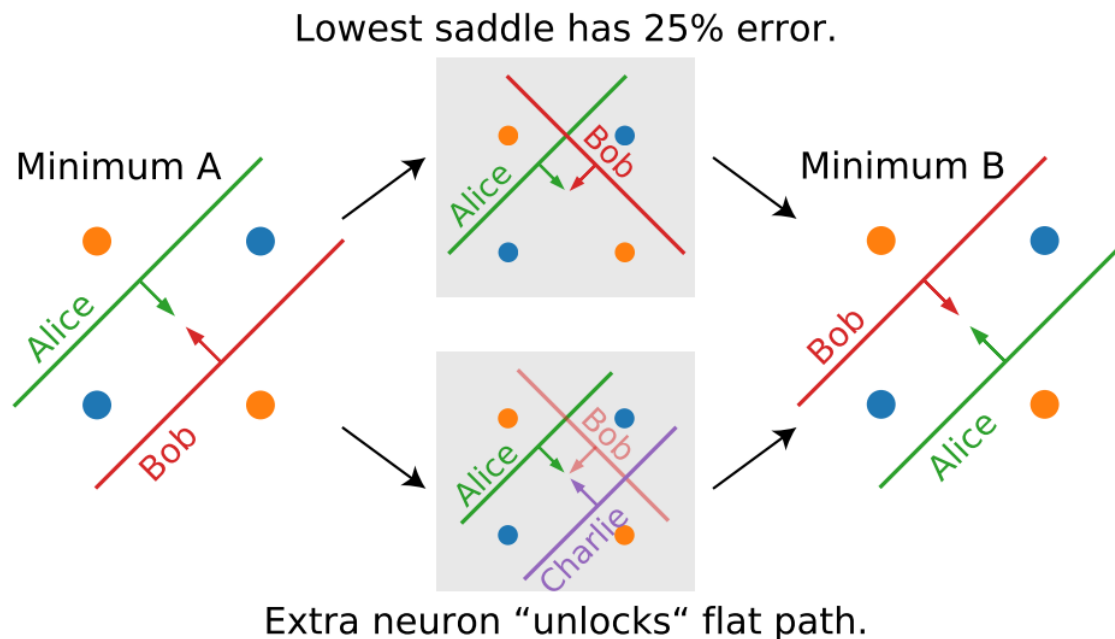 Lowest saddle has 25% error.
Minimum A
Alice
Bob
Alice
Bob
Minimum B
Bob
Alice
Alice
Bob
Charlie
Extra neuron “unlocks“ flat path.